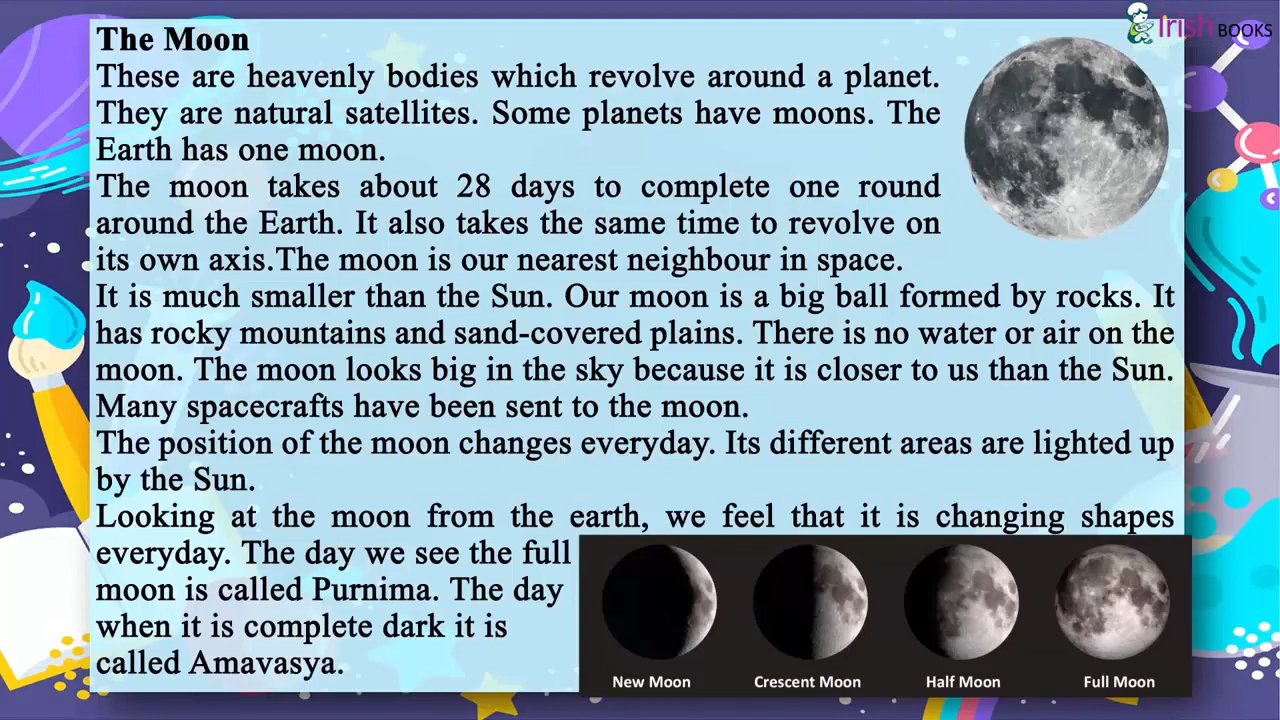 Irish BOOKS
The Moon
These are heavenly bodies which revolve around a planet.
They are natural satellites. Some planets have moons. The
Earth has one moon.
The moon takes about 28 days to complete one round
around the Earth. It also takes the same time to revolve on
its own axis.The moon is our nearest neighbour in space.
It is much smaller than the Sun. Our moon is a big ball formed by rocks. It
has rocky mountains and sand-covered plains. There is no water or air on the
moon. The moon looks big in the sky because it is closer to us than the Sun.
Many spacecrafts have been sent to the moon.
The position of the moon changes everyday. Its different areas are lighted up
by the Sun.
Looking at the moon from the earth, we feel that it is changing shapes
everyday. The day we see the full
moon is called Purnima. The day
when it is complete dark it is
called Amavasya.
New Moon Crescent Moon Half Moon Full Moon